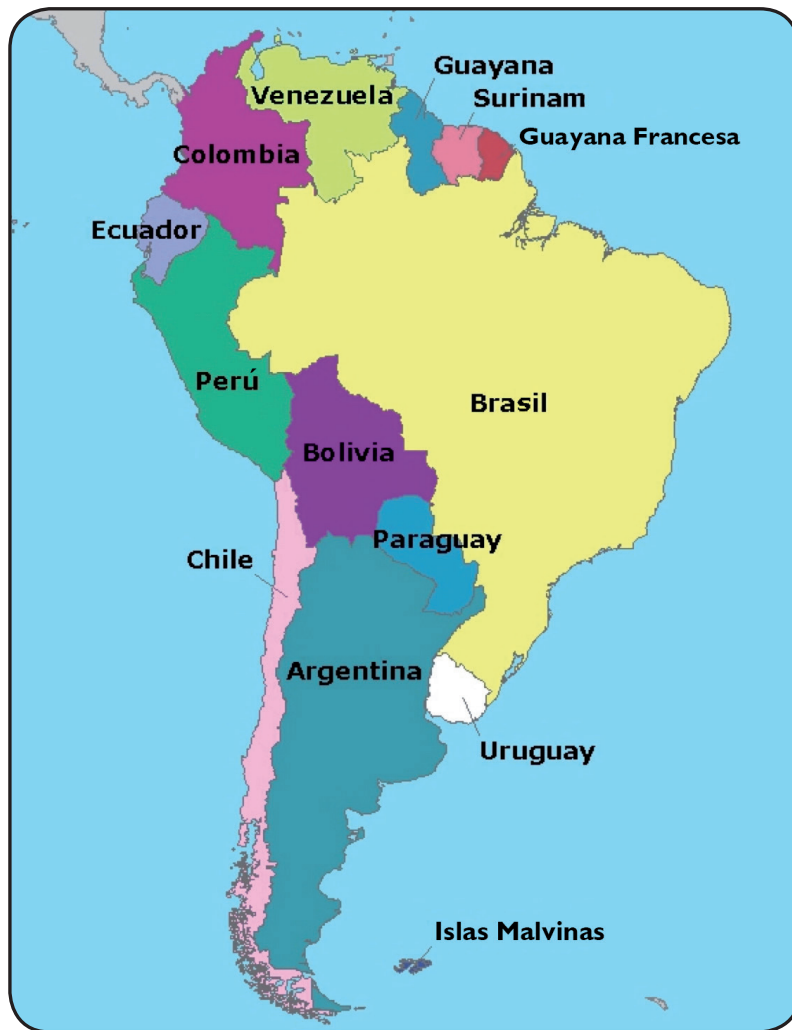 Guayana
Venezuela
Surinam
Guayana Francesa
Colombia
Ecuador
Perú
Brasil
Bolivia
Paraguay
Chile
Argentina
Uruguay
Islas Malvinas